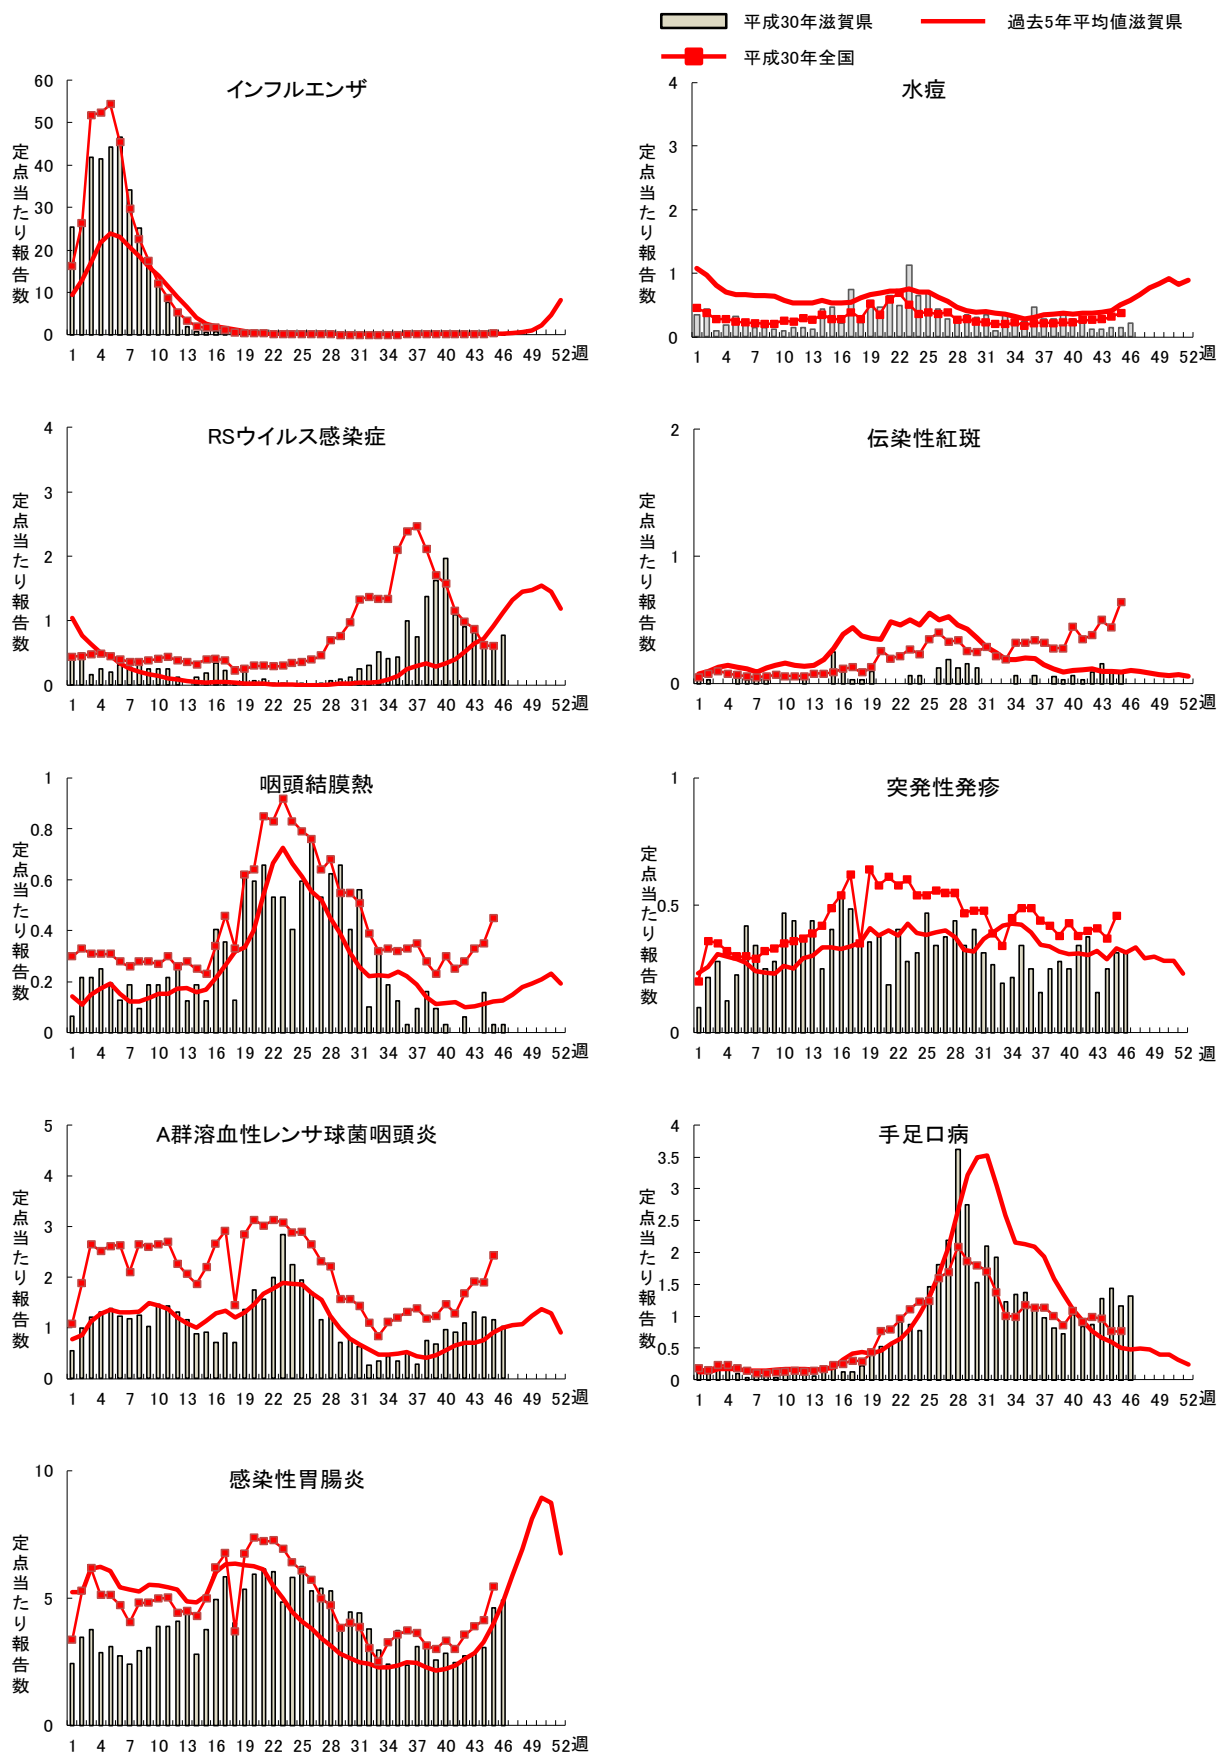 平成30年滋賀県 過去5年平均値滋賀県
平成30年全国
インフルエンザ
定点当たり報告数
60
50
40
30
20
10
0
1 4 7 10 13 16 19 22 25 28 31 34 37 40 43 46 49 52週
水痘
定点当たり報告数
4
3
2
1
0
1 4 7 10 13 16 19 22 25 28 31 34 37 40 43 46 49 52週
RSウイルス感染症
定点当たり報告数
4
3
2
1
0
1 4 7 10 13 16 19 22 25 28 31 34 37 40 43 46 49 52週
伝染性紅斑
定点当たり報告数
2
1
0
1 4 7 10 13 16 19 22 25 28 31 34 37 40 43 46 49 52週
咽頭結膜熱
定点当たり報告数
1
0.8
0.6
0.4
0.2
0
1 4 7 10 13 16 19 22 25 28 31 34 37 40 43 46 49 52週
突発性発疹
定点当たり報告数
1
0.5
0
1 4 7 10 13 16 19 22 25 28 31 34 37 40 43 46 49 52 週
A群溶血性レンサ球菌咽頭炎
定点当たり報告数
5
4
3
2
1
0
1 4 7 10 13 16 19 22 25 28 31 34 37 40 43 46 49 52週
手足口病
定点当たり報告数
4
3.5
3
2.5
2
1.5
1
0.5
0
1 4 7 10 13 16 19 22 25 28 31 34 37 40 43 46 49 52週
感染性胃腸炎
定点当たり報告数
10
5
0
1 4 7 10 13 16 19 22 25 28 31 34 37 40 43 46 49 52週